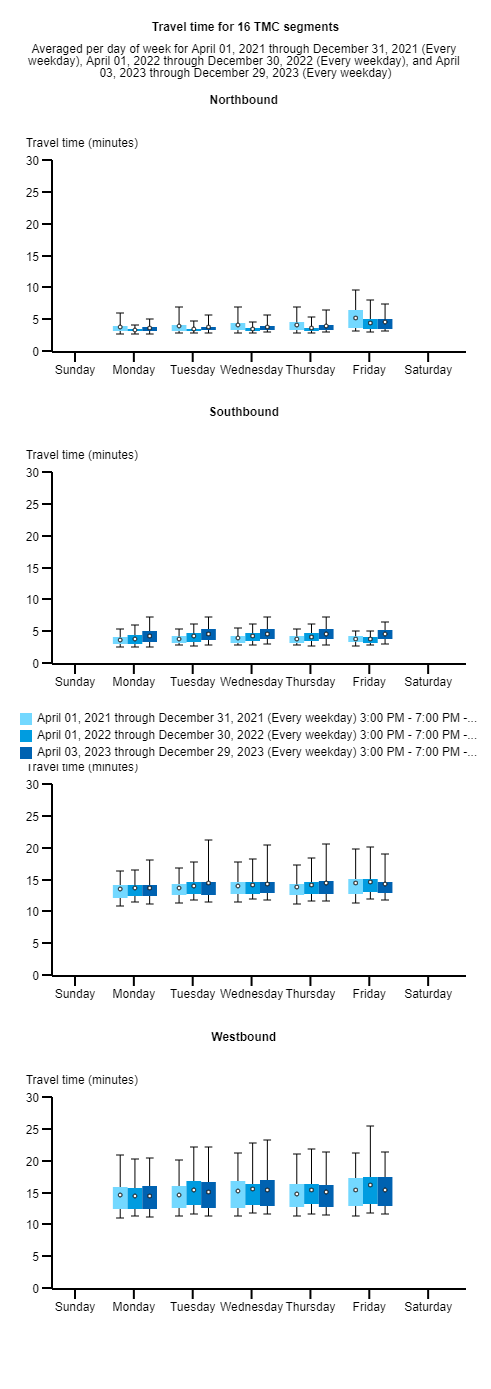 Travel time for 16 TMC segments
Averaged per day of week for April 01, 2021 through December 31, 2021 (Every
weekday), April 01, 2022 through December 30, 2022 (Every weekday), and April
03, 2023 through December 29, 2023 (Every weekday)
Northbound
Travel time (minutes)
30
25
20
15
10
5
0
Sunday Monday Tuesday Wednesday Thursday Friday Saturday
Southbound
Travel time (minutes)
30
25
20
15
10
5
0
Sunday Monday Tuesday Wednesday Thursday Friday Saturday
April 01, 2021 through December 31, 2021 (Every weekday) 3:00 PM - 7:00 PM -...
April 01, 2022 through December 30, 2022 (Every weekday) 3:00 PM - 7:00 PM -...
April 03, 2023 through December 29, 2023 (Every weekday) 3:00 PM - 7:00 PM -...
Travel time (minutes)
30
25
20
15
10
5
0
Sunday Monday Tuesday Wednesday Thursday Friday Saturday
Westbound
Travel time (minutes)
30
25
20
15
10
5
0
Sunday Monday Tuesday Wednesday Thursday Friday Saturday